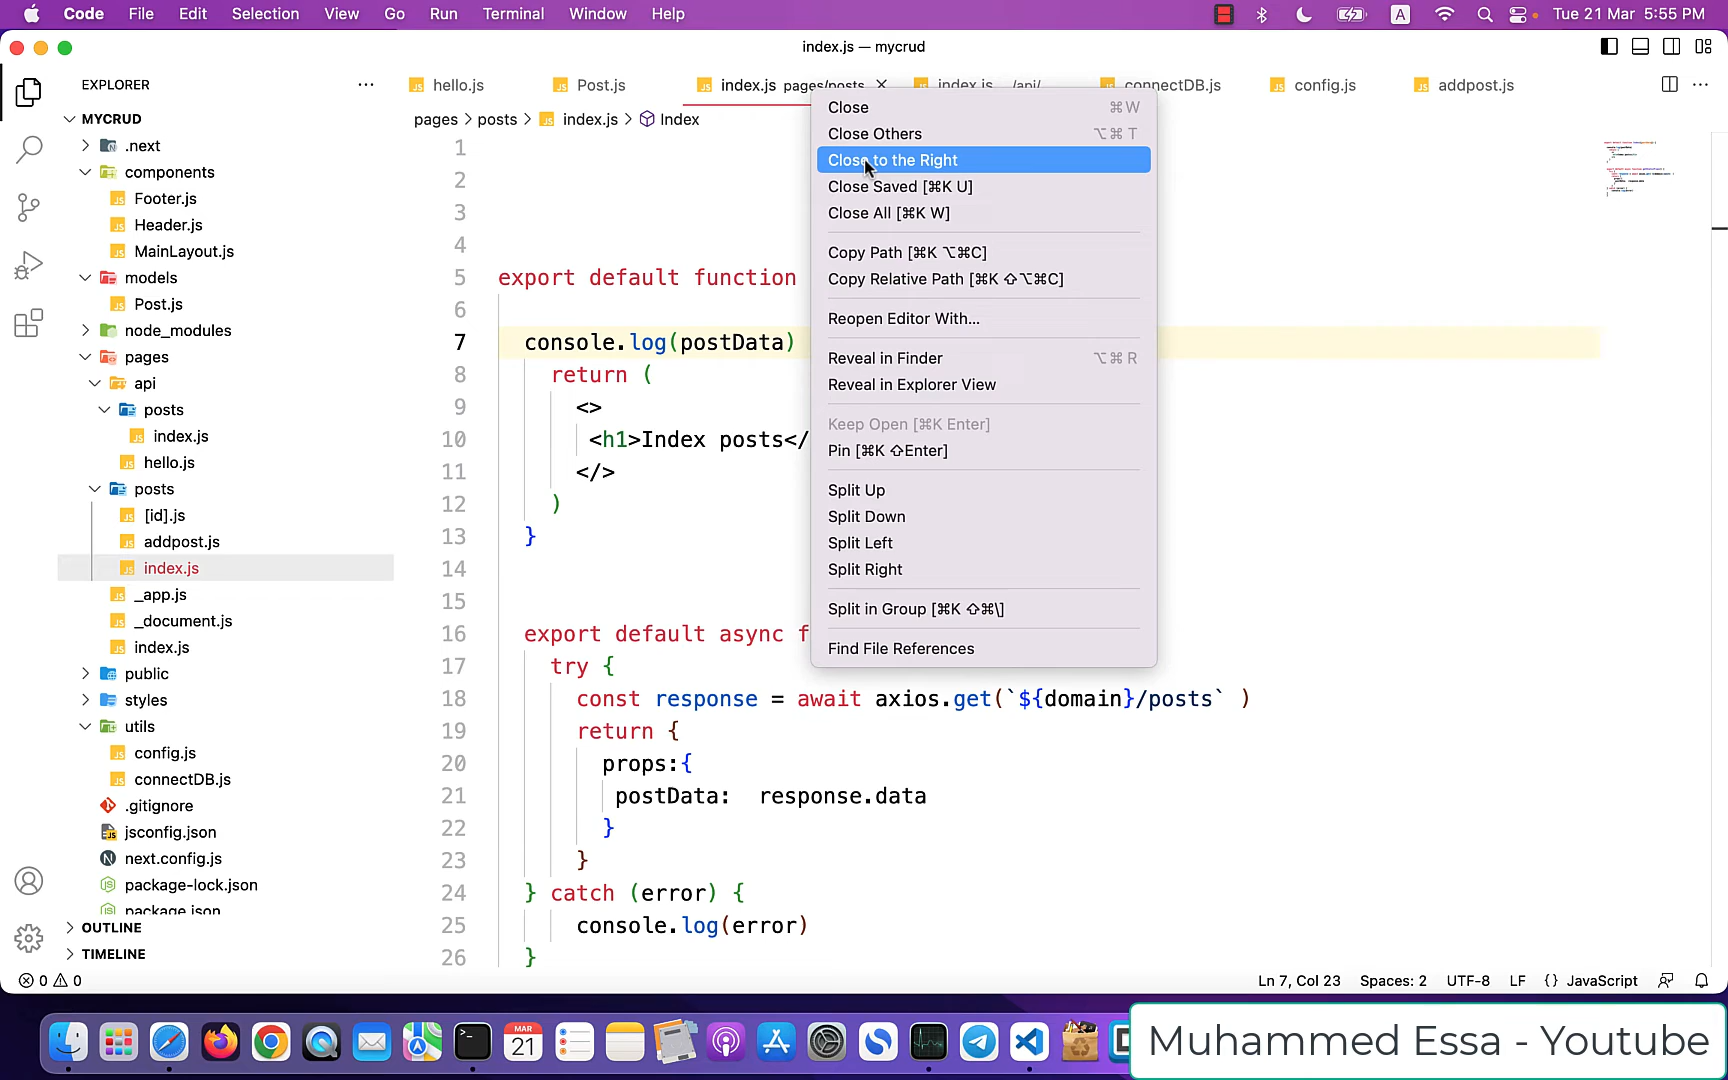 Code File Edit Selection View Go Run Terminal Window Help A Tue 21 Mar 5:55 PM
index.js — mycrud
EXPLORER
hello.js Post.js index.js pages/posts index.js /api/ connectDB.js config.js addpost.js
pages > posts > index.js > Index
MYCRUD
.next
components
Footer.js
Header.js
MainLayout.js
models
Post.js
node_modules
pages
api
posts
index.js
hello.js
posts
[id].js
addpost.js
index.js
_app.js
_document.js
index.js
public
styles
utils
config.js
connectDB.js
.gitignore
jsconfig.json
next.config.js
package-lock.json
package.json
OUTLINE
TIMELINE
1
2
3
4
5 export default function
6
7 console.log(postData)
8 return (
9 <>
10 <h1>Index posts</
11 </>
12 )
13 }
14
15
16 export default async f
17 try {
18 const response = await axios.get(`${domain}/posts` )
19 return {
20 props:{
21 postData: response.data
22 }
23 }
24 } catch (error) {
25 console.log(error)
26 }
Close ⌘W
Close Others ⌥⌘T
Close to the Right
Close Saved [⌘K U]
Close All [⌘K W]
Copy Path [⌘K ⌥⌘C]
Copy Relative Path [⌘K ⇧⌥⌘C]
Reopen Editor With...
Reveal in Finder ⌥⌘R
Reveal in Explorer View
Keep Open [⌘K Enter]
Pin [⌘K ⇧Enter]
Split Up
Split Down
Split Left
Split Right
Split in Group [⌘K ⇧⌘\]
Find File References
0 0 Ln 7, Col 23 Spaces: 2 UTF-8 LF {} JavaScript
MAR
21
Muhammed Essa - Youtube